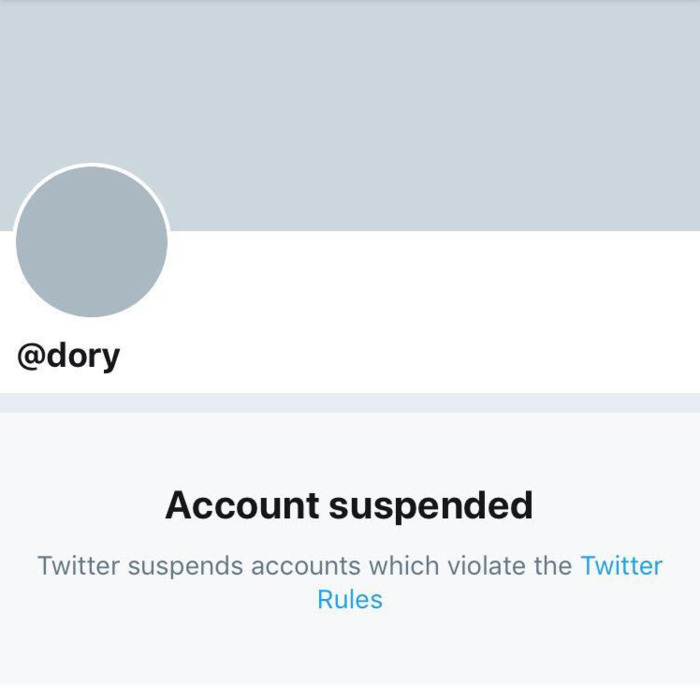 @dory
Account suspended
Twitter suspends accounts which violate the Twitter
Rules